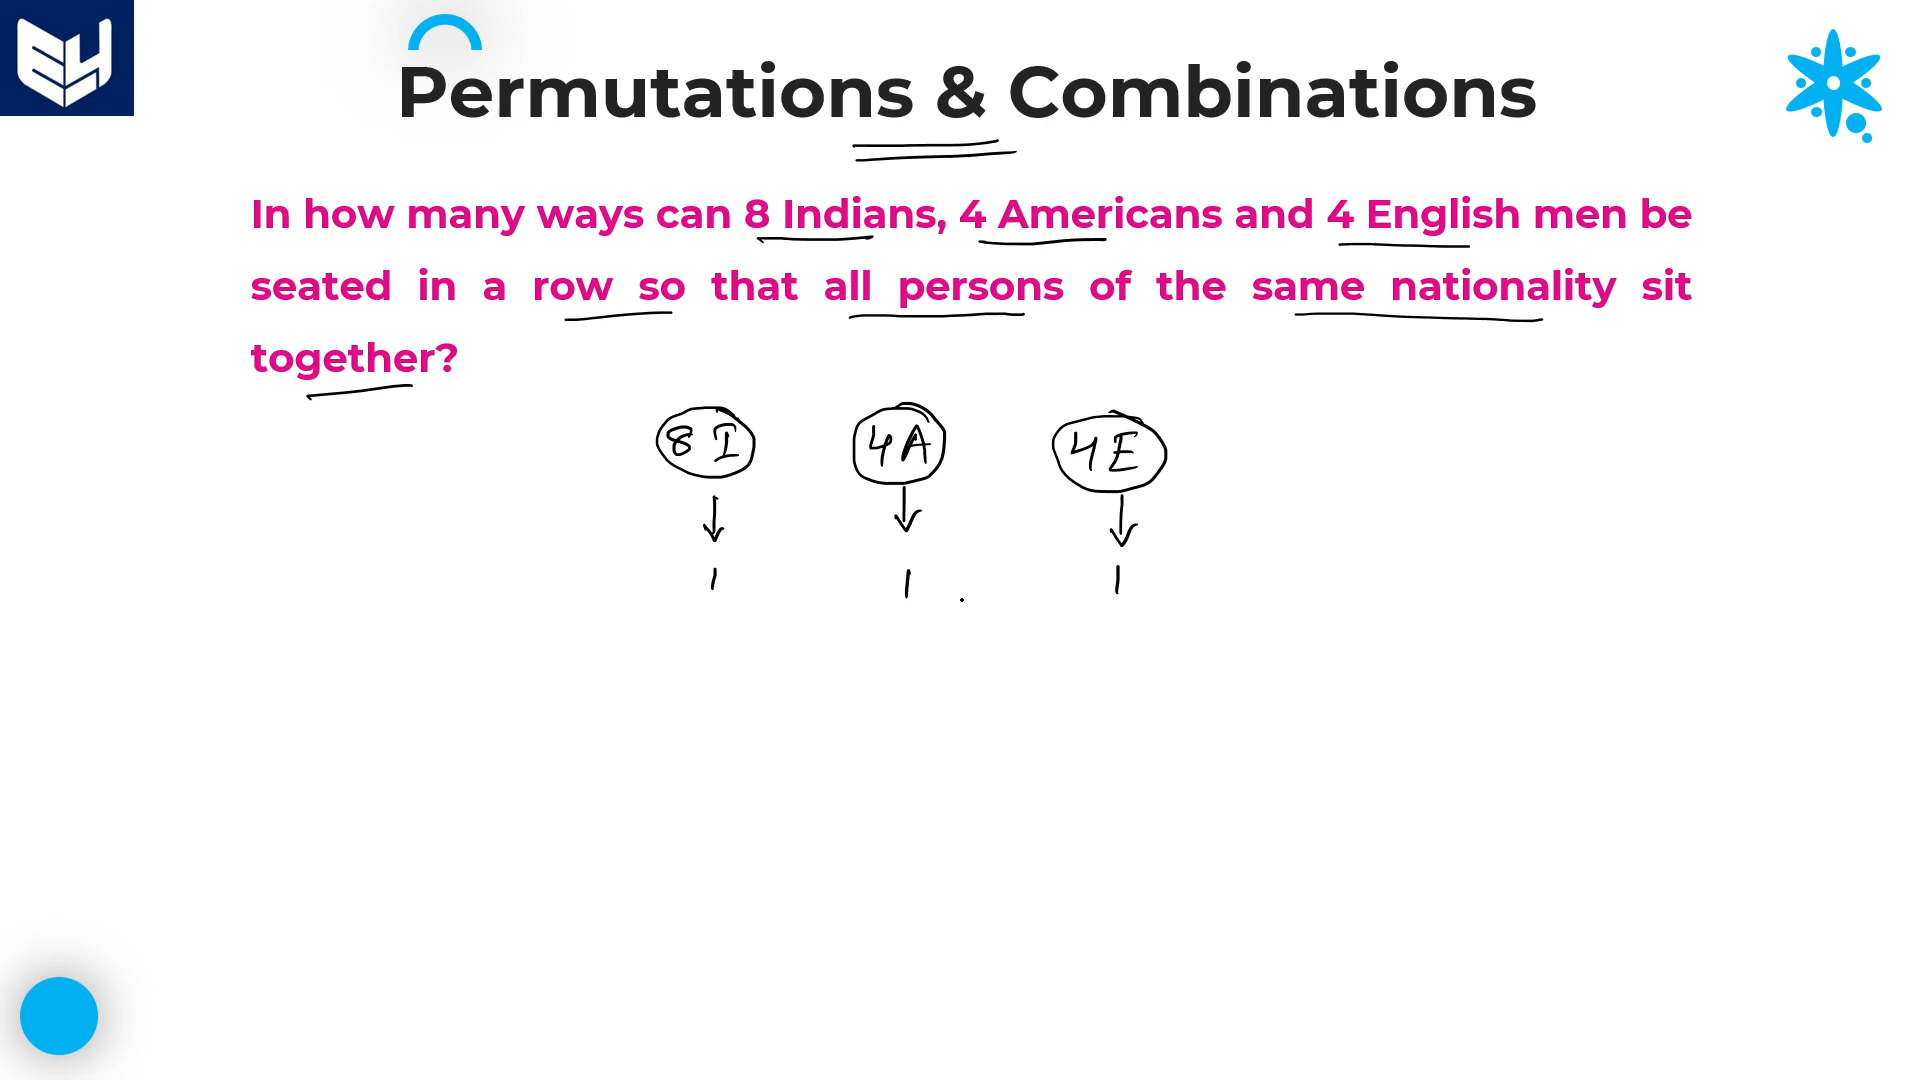 Permutations & Combinations
In how many ways can 8 Indians, 4 Americans and 4 English men be
seated in a row so that all persons of the same nationality sit
together?
8 I 4A 4E
1 1 1